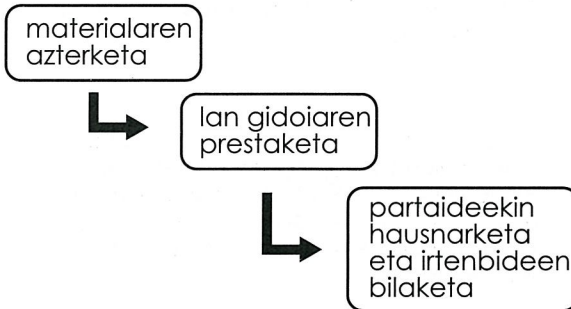 materialaren
azterketa
lan gidoiaren
prestaketa
partaideekin
hausnarketa
eta irtenbideen
bilaketa